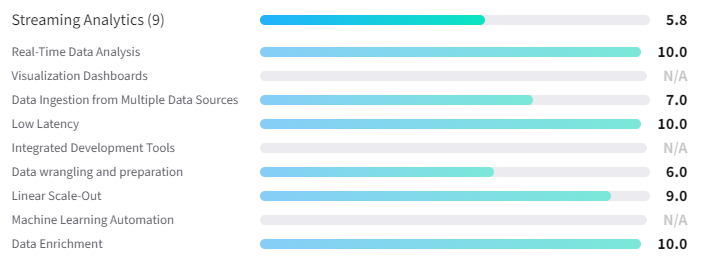 Streaming Analytics (9) 5.8
Real-Time Data Analysis 10.0
Visualization Dashboards N/A
Data Ingestion from Multiple Data Sources 7.0
Low Latency 10.0
Integrated Development Tools N/A
Data wrangling and preparation 6.0
Linear Scale-Out 9.0
Machine Learning Automation N/A
Data Enrichment 10.0